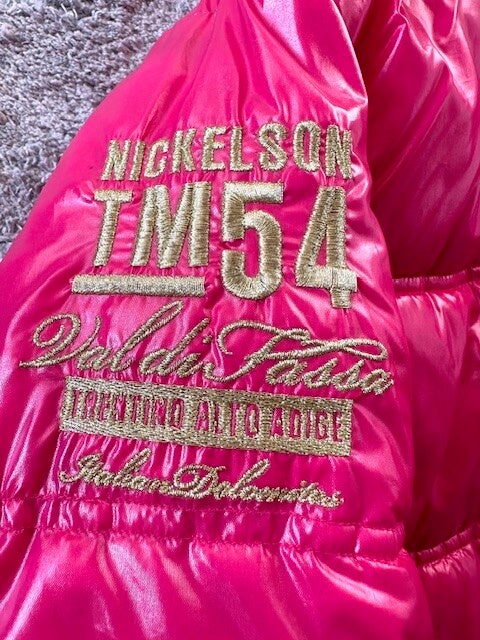 NICKELSON
TM54
Val di Fassa
TRENTINO ALTO ADIGE
Italian Dolomites